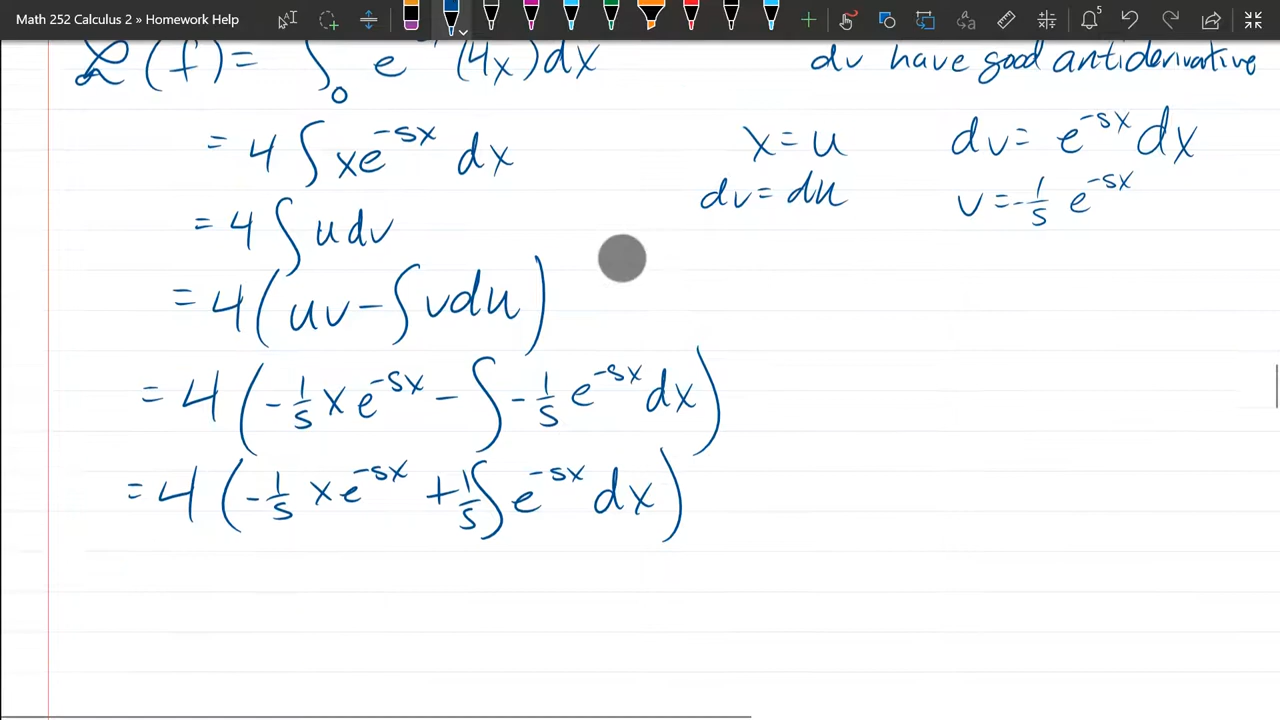 Math 252 Calculus 2 » Homework Help
5
ℒ(f) = ∫₀ e⁻ (4x)dx
dv have good antiderivative
= 4 ∫ xe^{-sx} dx
x = u
dv = e^{-sx} dx
= 4 ∫ u dv
dv = du
v = -1/s e^{-sx}
= 4 ( uv - ∫ v du )
= 4 ( -1/s x e^{-sx} - ∫ -1/s e^{-sx} dx )
= 4 ( -1/s x e^{-sx} + 1/s ∫ e^{-sx} dx )